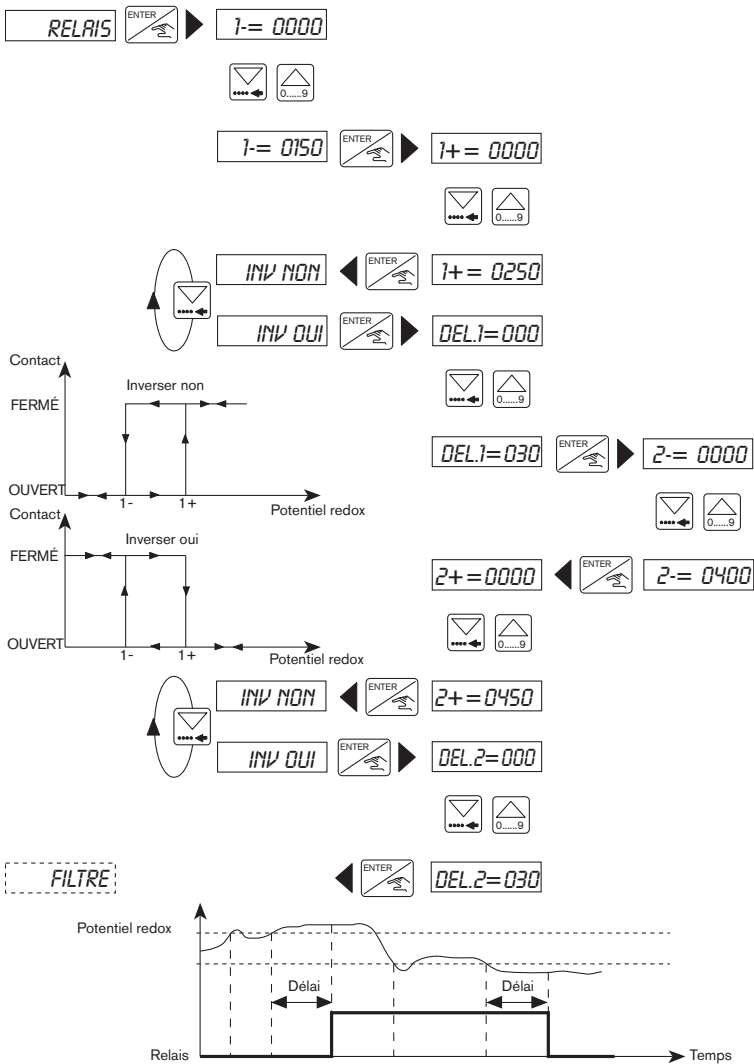 RELAIS ENTER 1-= 0000
0......9
1-= 0150 ENTER 1+= 0000
0......9
INV NON ENTER 1+= 0250
INV OUI ENTER DEL.1=000
0......9
Contact
Inverser non
FERMÉ
OUVERT
1- 1+
Potentiel redox
DEL.1=030 ENTER 2-= 0000
0......9
Contact
Inverser oui
FERMÉ
OUVERT
1- 1+
Potentiel redox
2+=0000 ENTER 2-= 0400
0......9
INV NON ENTER 2+=0450
INV OUI ENTER DEL.2=000
0......9
FILTRE ENTER DEL.2=030
Potentiel redox
Délai Délai
Relais Temps